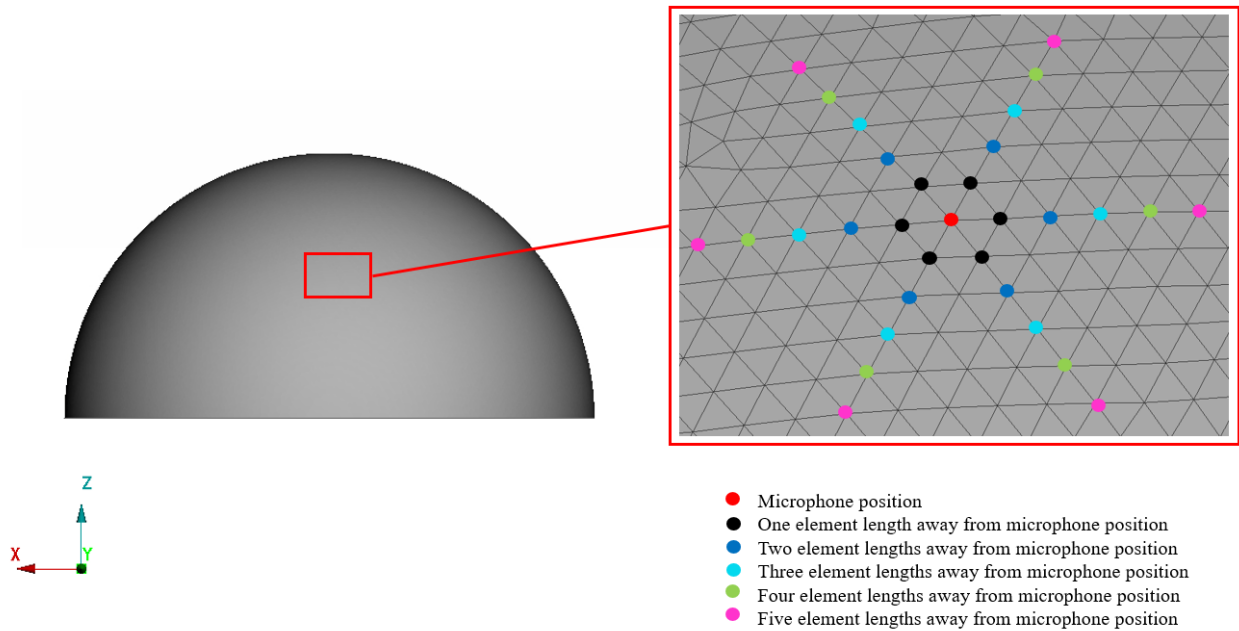 Z
X
Y
Microphone position
One element length away from microphone position
Two element lengths away from microphone position
Three element lengths away from microphone position
Four element lengths away from microphone position
Five element lengths away from microphone position